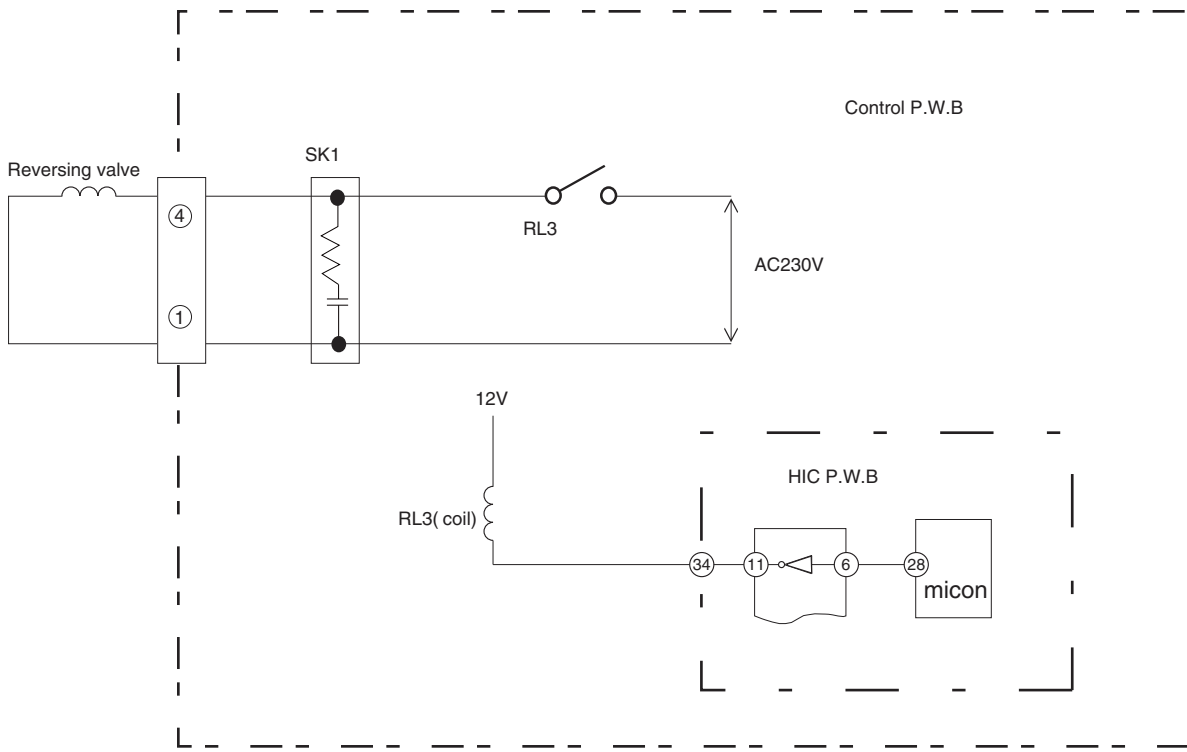 Control P.W.B
SK1
Reversing valve
4
RL3
AC230V
1
12V
HIC P.W.B
RL3( coil)
34
11
6
28
micon